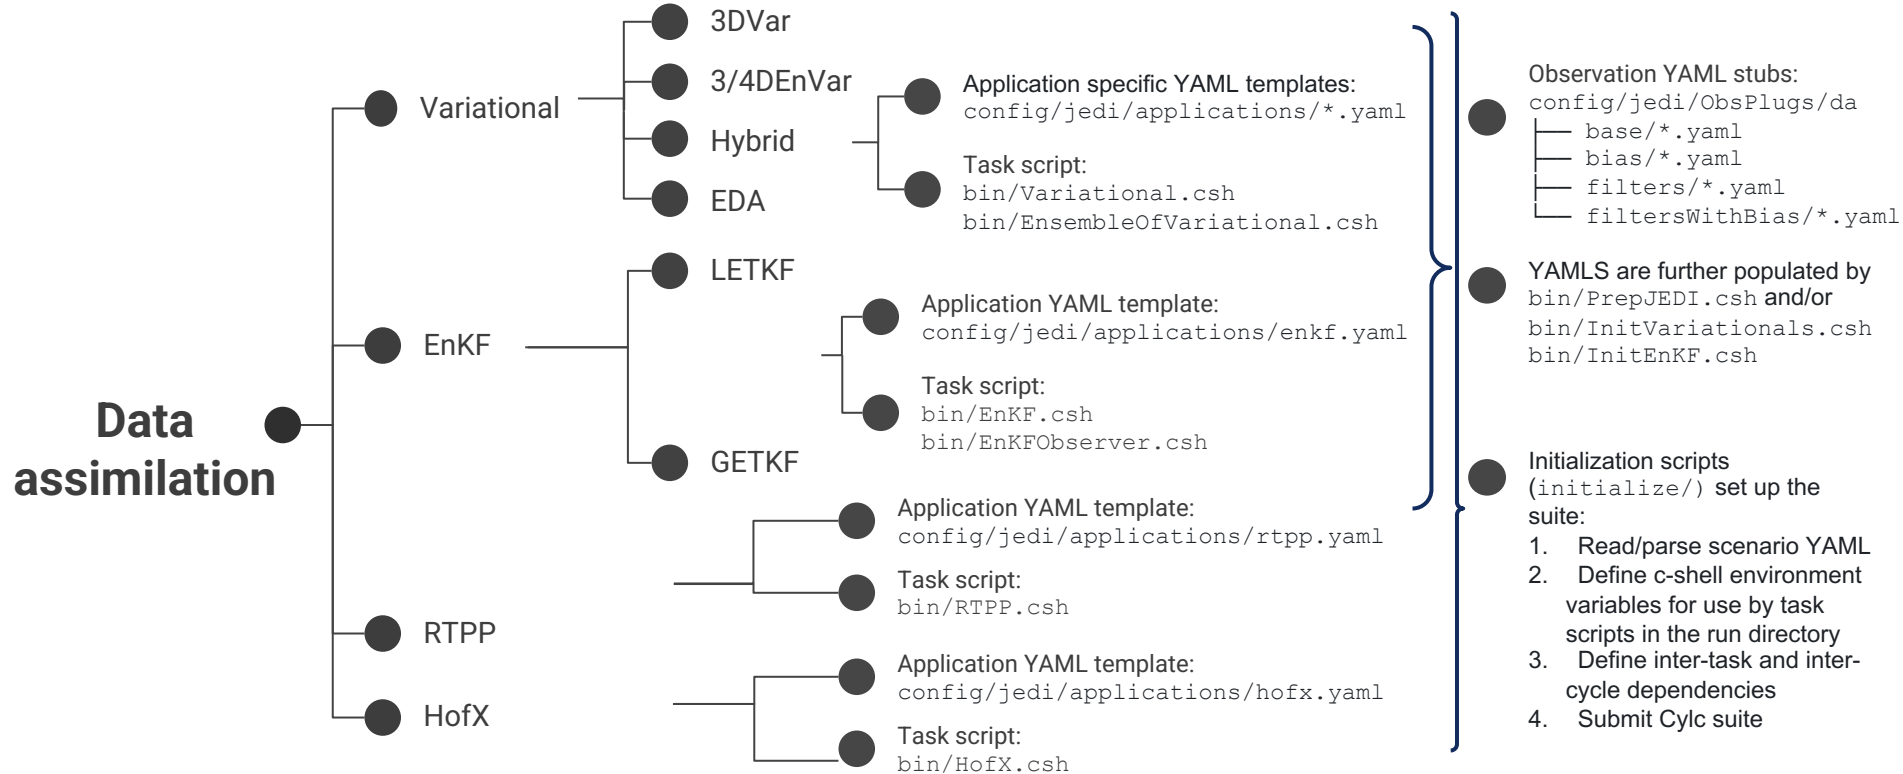 Data
assimilation
Variational
3DVar
3/4DEnVar
Hybrid
EDA
Application specific YAML templates:
config/jedi/applications/*.yaml
Task script:
bin/Variational.csh
bin/EnsembleOfVariational.csh
EnKF
LETKF
GETKF
Application YAML template:
config/jedi/applications/enkf.yaml
Task script:
bin/EnKF.csh
bin/EnKFObserver.csh
RTPP
Application YAML template:
config/jedi/applications/rtpp.yaml
Task script:
bin/RTPP.csh
HofX
Application YAML template:
config/jedi/applications/hofx.yaml
Task script:
bin/HofX.csh
Observation YAML stubs:
config/jedi/ObsPlugs/da
├── base/*.yaml
├── bias/*.yaml
├── filters/*.yaml
└── filtersWithBias/*.yaml
YAMLS are further populated by
bin/PrepJEDI.csh and/or
bin/InitVariationals.csh
bin/InitEnKF.csh
Initialization scripts
(initialize/) set up the
suite:
1. Read/parse scenario YAML
2. Define c-shell environment
variables for use by task
scripts in the run directory
3. Define inter-task and inter-
cycle dependencies
4. Submit Cylc suite